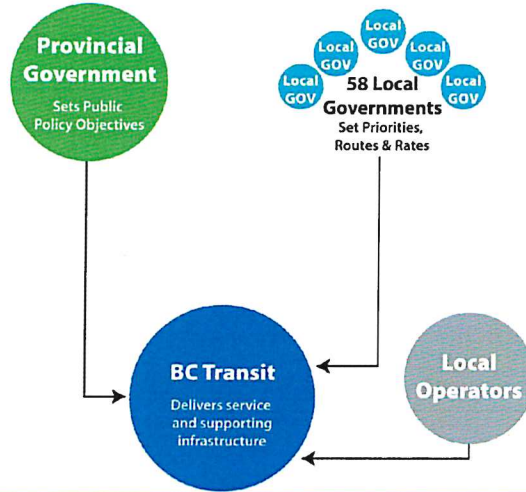 Provincial
Government
Sets Public
Policy Objectives
Local
GOV
Local
GOV
Local
GOV
Local
GOV
Local
GOV
58 Local
Governments
Set Priorities,
Routes & Rates
BC Transit
Delivers service
and supporting
infrastructure
Local
Operators